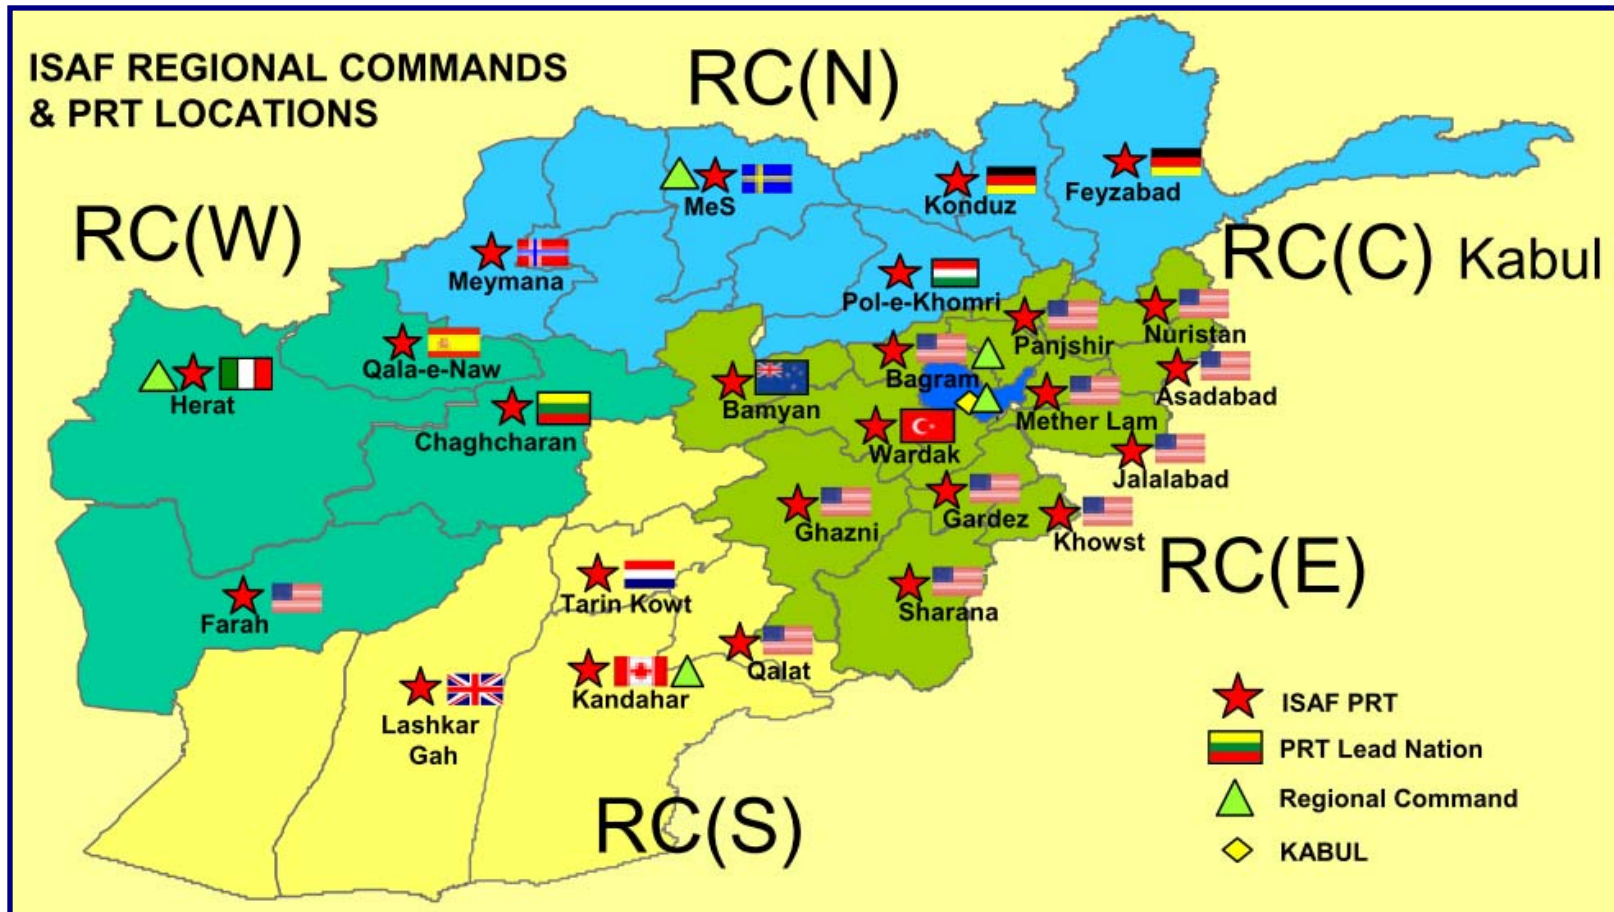 ISAF REGIONAL COMMANDS
& PRT LOCATIONS
RC(N)
RC(W)
RC(C) Kabul
MeS
Konduz
Feyzabad
Meymana
Pol-e-Khomri
Nuristan
Panjshir
Qala-e-Naw
Bagram
Herat
Bamyan
Asadabad
Mether Lam
Chaghcharan
Wardak
Jalalabad
Ghazni
Gardez
Khowst
RC(E)
Tarin Kowt
Sharana
Farah
Qalat
Kandahar
Lashkar
Gah
RC(S)
ISAF PRT
PRT Lead Nation
Regional Command
KABUL